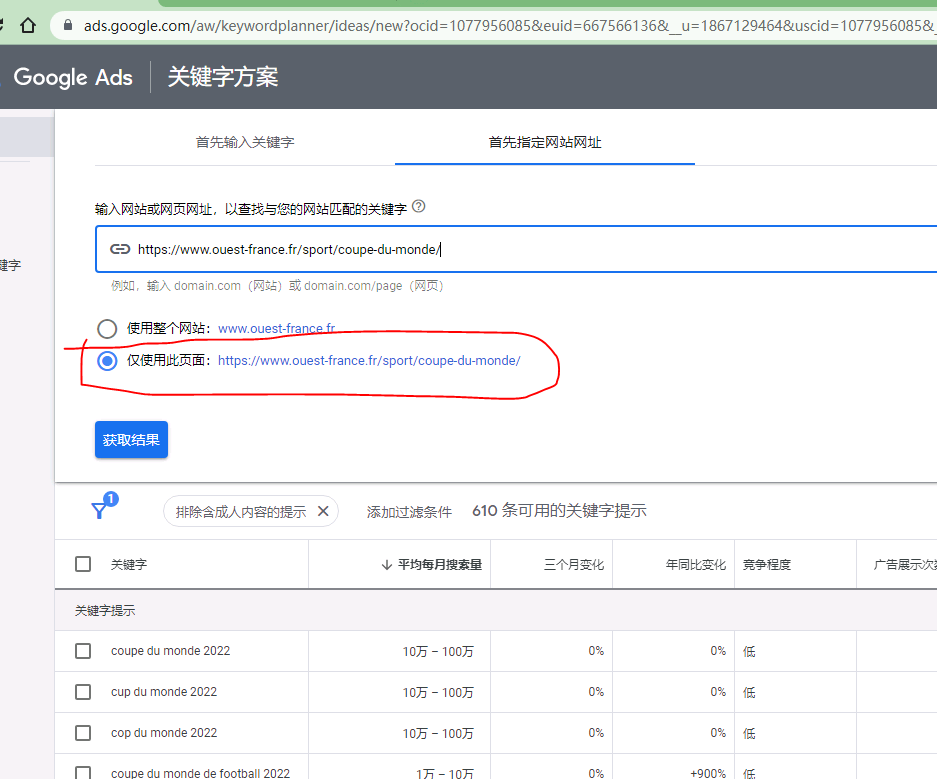 ads.google.com/aw/keywordplanner/ideas/new?ocid=1077956085&euid=667566136&__u=1867129464&uscid=1077956085&_
Google Ads 关键字方案
首先输入关键字 首先指定网站网址
输入网站或网页网址，以查找与您的网站匹配的关键字
https://www.ouest-france.fr/sport/coupe-du-monde/
键字
例如，输入 domain.com（网站）或 domain.com/page（网页）
使用整个网站：www.ouest-france.fr
仅使用此页面：https://www.ouest-france.fr/sport/coupe-du-monde/
获取结果
1 排除含成人内容的提示 添加过滤条件 610 条可用的关键字提示
关键字 平均每月搜索量 三个月变化 年同比变化 竞争程度 广告展示次数
关键字提示
coupe du monde 2022 10万 – 100万 0% 0% 低
cup du monde 2022 10万 – 100万 0% 0% 低
cop du monde 2022 10万 – 100万 0% 0% 低
coupe du monde de football 2022 1万 – 10万 0% +900% 低